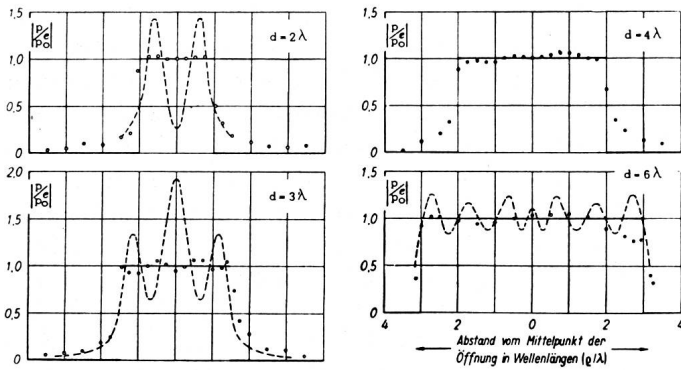 1,5
|p/p₀|e
1,0
0,5
0
d = 2λ
2,0
|p/p₀|e
1,5
1,0
0,5
0
d = 3λ
1,5
|p/p₀|e
1,0
0,5
0
d = 4λ
1,5
|p/p₀|e
1,0
0,5
0
d = 6λ
4 2 0 2 4
Abstand vom Mittelpunkt der
Öffnung in Wellenlängen (ϱ/λ)